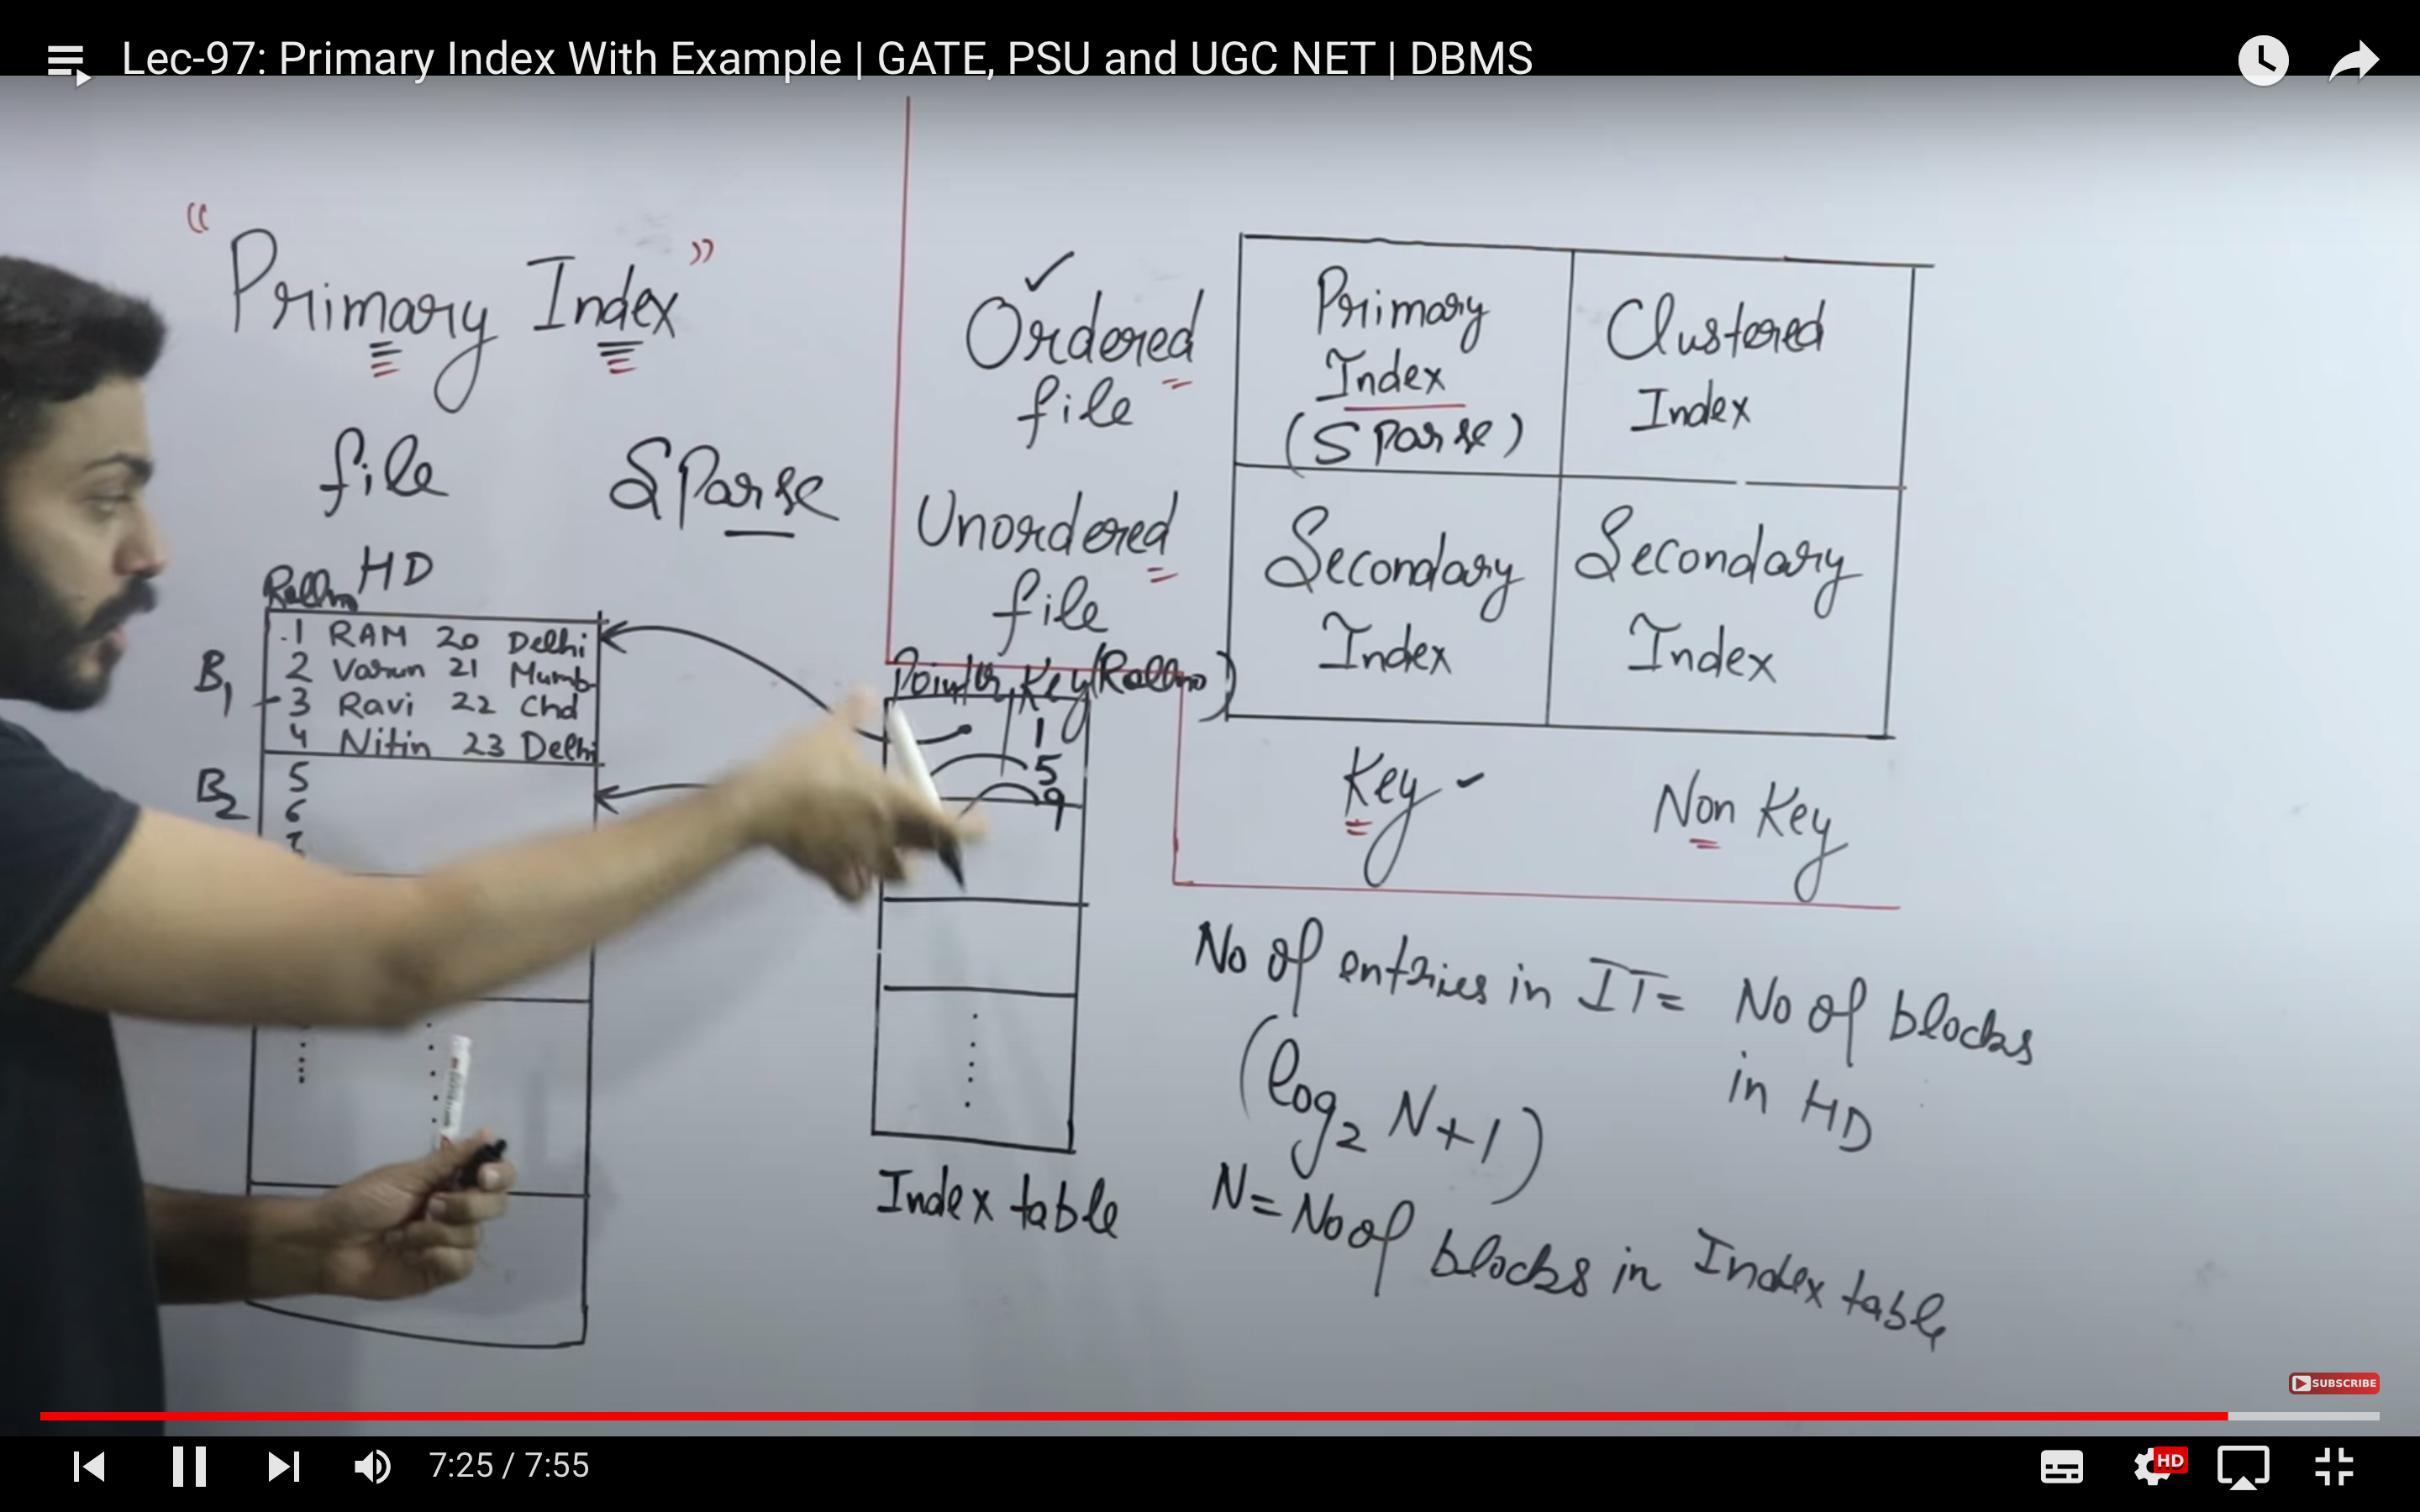 Lec-97: Primary Index With Example | GATE, PSU and UGC NET | DBMS
"Primary Index"
file SParse
HD
Rollno
1 RAM 20 Delhi
2 Varun 21 Mumb
3 Ravi 22 Chd
4 Nitin 23 Delhi
B1
5
6
B2
Ordered
file
Unordered
file
Primary
Index
(SParse)
Clustered
Index
Secondary
Index
Secondary
Index
Key
Non Key
Pointer Key(Rollno)
1
5
9
Index table
No of entries in IT = No of blocks
in HD
(log2 N+1)
N = No of blocks in Index table
SUBSCRIBE
7:25 / 7:55
HD